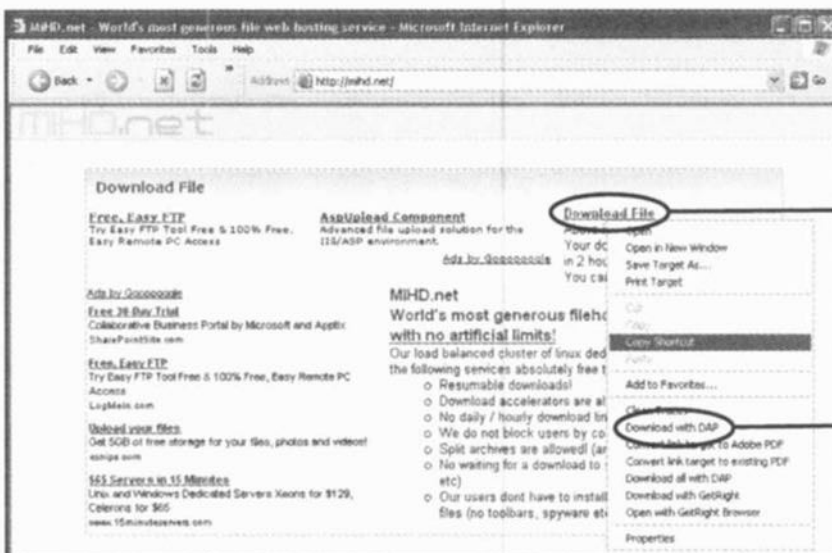 MiHD.net - World's most generous file web hosting service - Microsoft Internet Explorer
File Edit View Favorites Tools Help
Back
Address http://mihd.net/
Go
MIHD.net
Download File
Free, Easy FTP
Try Easy FTP Tool Free & 100% Free,
Easy Remote PC Access
AspUpload Component
Advanced file upload solution for the
IIS/ASP environment.
Ads by Goooooogle
Download File
Your do
in 2 hou
You ca
Ads by Goooooogle
Free 30-Day Trial
Collaborative Business Portal by Microsoft and Apptix
SharePointSite.com
Free, Easy FTP
Try Easy FTP Tool Free & 100% Free, Easy Remote PC
Access
LogMeIn.com
Upload your files
Get 5GB of free storage for your files, photos and videos!
esnips.com
$65 Servers in 15 Minutes
Linux and Windows Dedicated Servers Xeons for $129,
Celerons for $65
www.15minuteservers.com
MiHD.net
World's most generous fileho
with no artificial limits!
Our load balanced cluster of linux ded
the following services absolutely free t
o Resumable downloads!
o Download accelerators are al
o No daily / hourly download lim
o We do not block users by co
o Split archives are allowed! (ar
o No waiting for a download to
etc)
o Our users dont have to install
files (no toolbars, spyware etc
Open
Open in New Window
Save Target As...
Print Target
Cut
Copy
Copy Shortcut
Paste
Add to Favorites...
Clean Traces
Download with DAP
Convert link target to Adobe PDF
Convert link target to existing PDF
Download all with DAP
Download with GetRight
Open with GetRight Browser
Properties